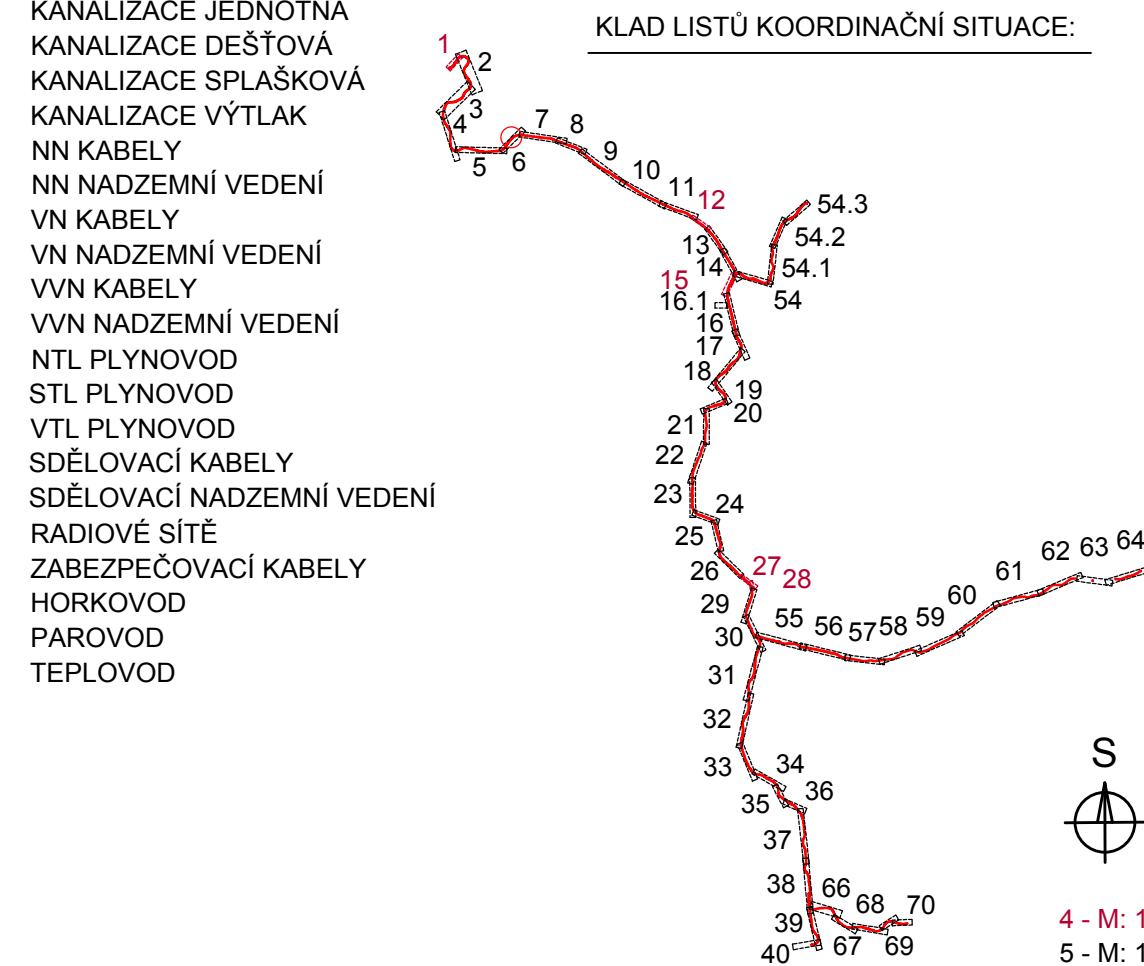 KANALIZACE JEDNOTNÁ
KANALIZACE DEŠŤOVÁ
KANALIZACE SPLAŠKOVÁ
KANALIZACE VÝTLAK
NN KABELY
NN NADZEMNÍ VEDENÍ
VN KABELY
VN NADZEMNÍ VEDENÍ
VVN KABELY
VVN NADZEMNÍ VEDENÍ
NTL PLYNOVOD
STL PLYNOVOD
VTL PLYNOVOD
SDĚLOVACÍ KABELY
SDĚLOVACÍ NADZEMNÍ VEDENÍ
RADIOVÉ SÍTĚ
ZABEZPEČOVACÍ KABELY
HORKOVOD
PAROVOD
TEPLOVOD
KLAD LISTŮ KOORDINAČNÍ SITUACE:
1
2
3
4
5
6
7
8
9
10
11
12
13
14
15
16.1
16
17
18
19
20
21
22
23
24
25
26
27
28
29
30
31
32
33
34
35
36
37
38
39
40
54
54.1
54.2
54.3
55
56
57
58
59
60
61
62
63
64
66
67
68
69
70
S
4 - M: 1
5 - M: 1